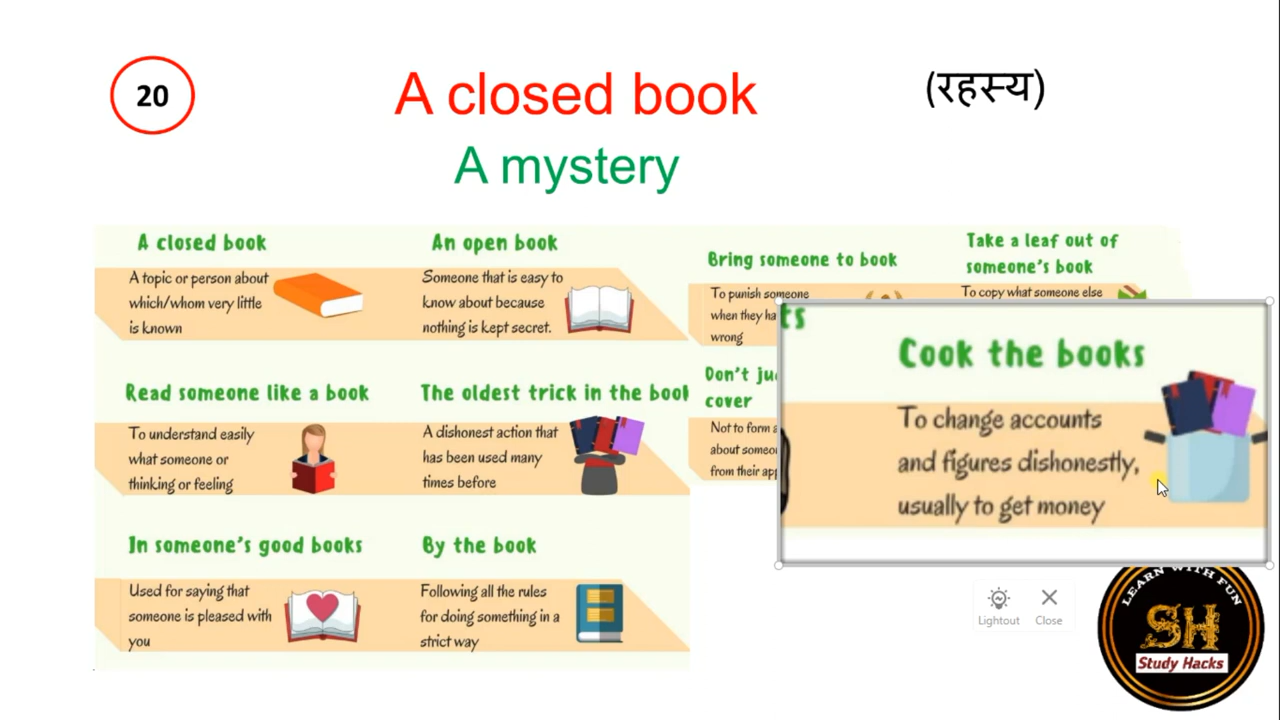 20
A closed book
(रहस्य)
A mystery
A closed book
A topic or person about
which/whom very little
is known
An open book
Someone that is easy to
know about because
nothing is kept secret.
Bring someone to book
To punish someone
when they ha
wrong
Take a leaf out of
someone's book
To copy what someone else
Read someone like a book
To understand easily
what someone or
thinking or feeling
The oldest trick in the book
A dishonest action that
has been used many
times before
Don't ju
cover
Not to form a
about someo
from their app
ts
Cook the books
To change accounts
and figures dishonestly,
usually to get money
In someone's good books
Used for saying that
someone is pleased with
you
By the book
Following all the rules
for doing something in a
strict way
Lightout
Close
LEARN WITH FUN
SH
Study Hacks